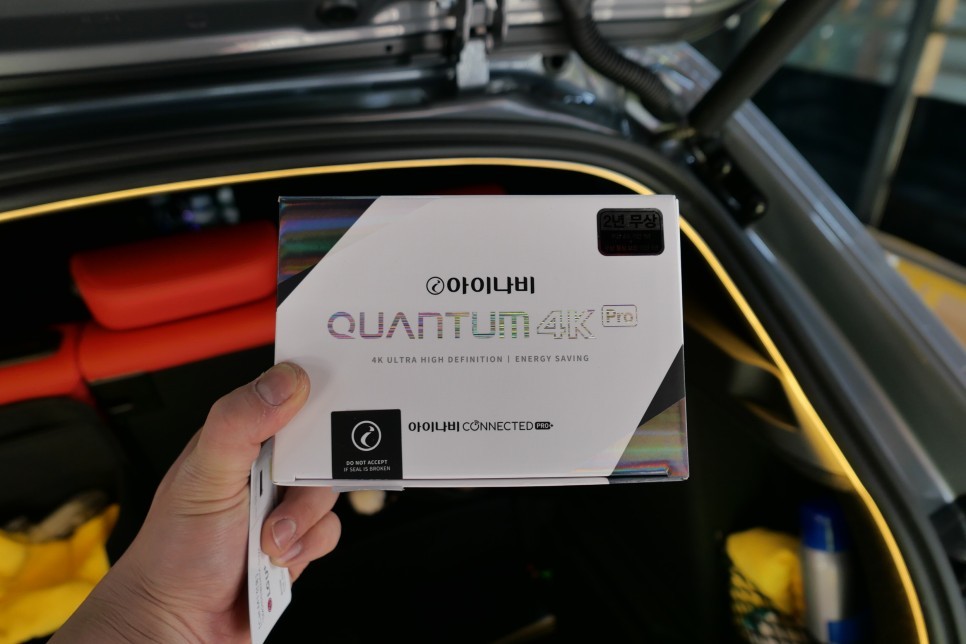 2년 무상
아이나비
QUANTUM 4K Pro
4K ULTRA HIGH DEFINITION | ENERGY SAVING
아이나비 CONNECTED PRO+
DO NOT ACCEPT
IF SEAL IS BROKEN